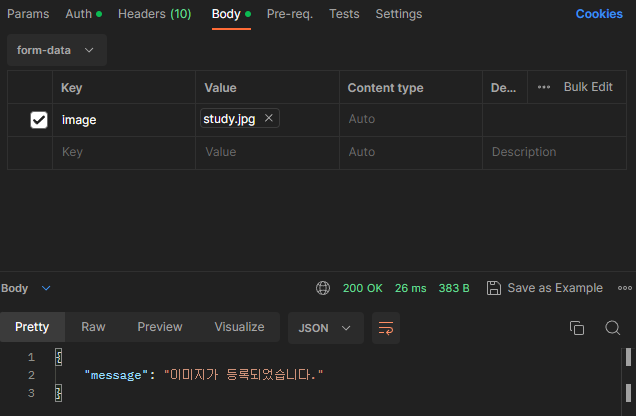 Params Auth Headers (10) Body Pre-req. Tests Settings Cookies
form-data
Key Value Content type De... Bulk Edit
image study.jpg Auto
Key Value Auto Description
Body 200 OK 26 ms 383 B Save as Example
Pretty Raw Preview Visualize JSON
1 {
2 "message": "이미지가 등록되었습니다."
3 }